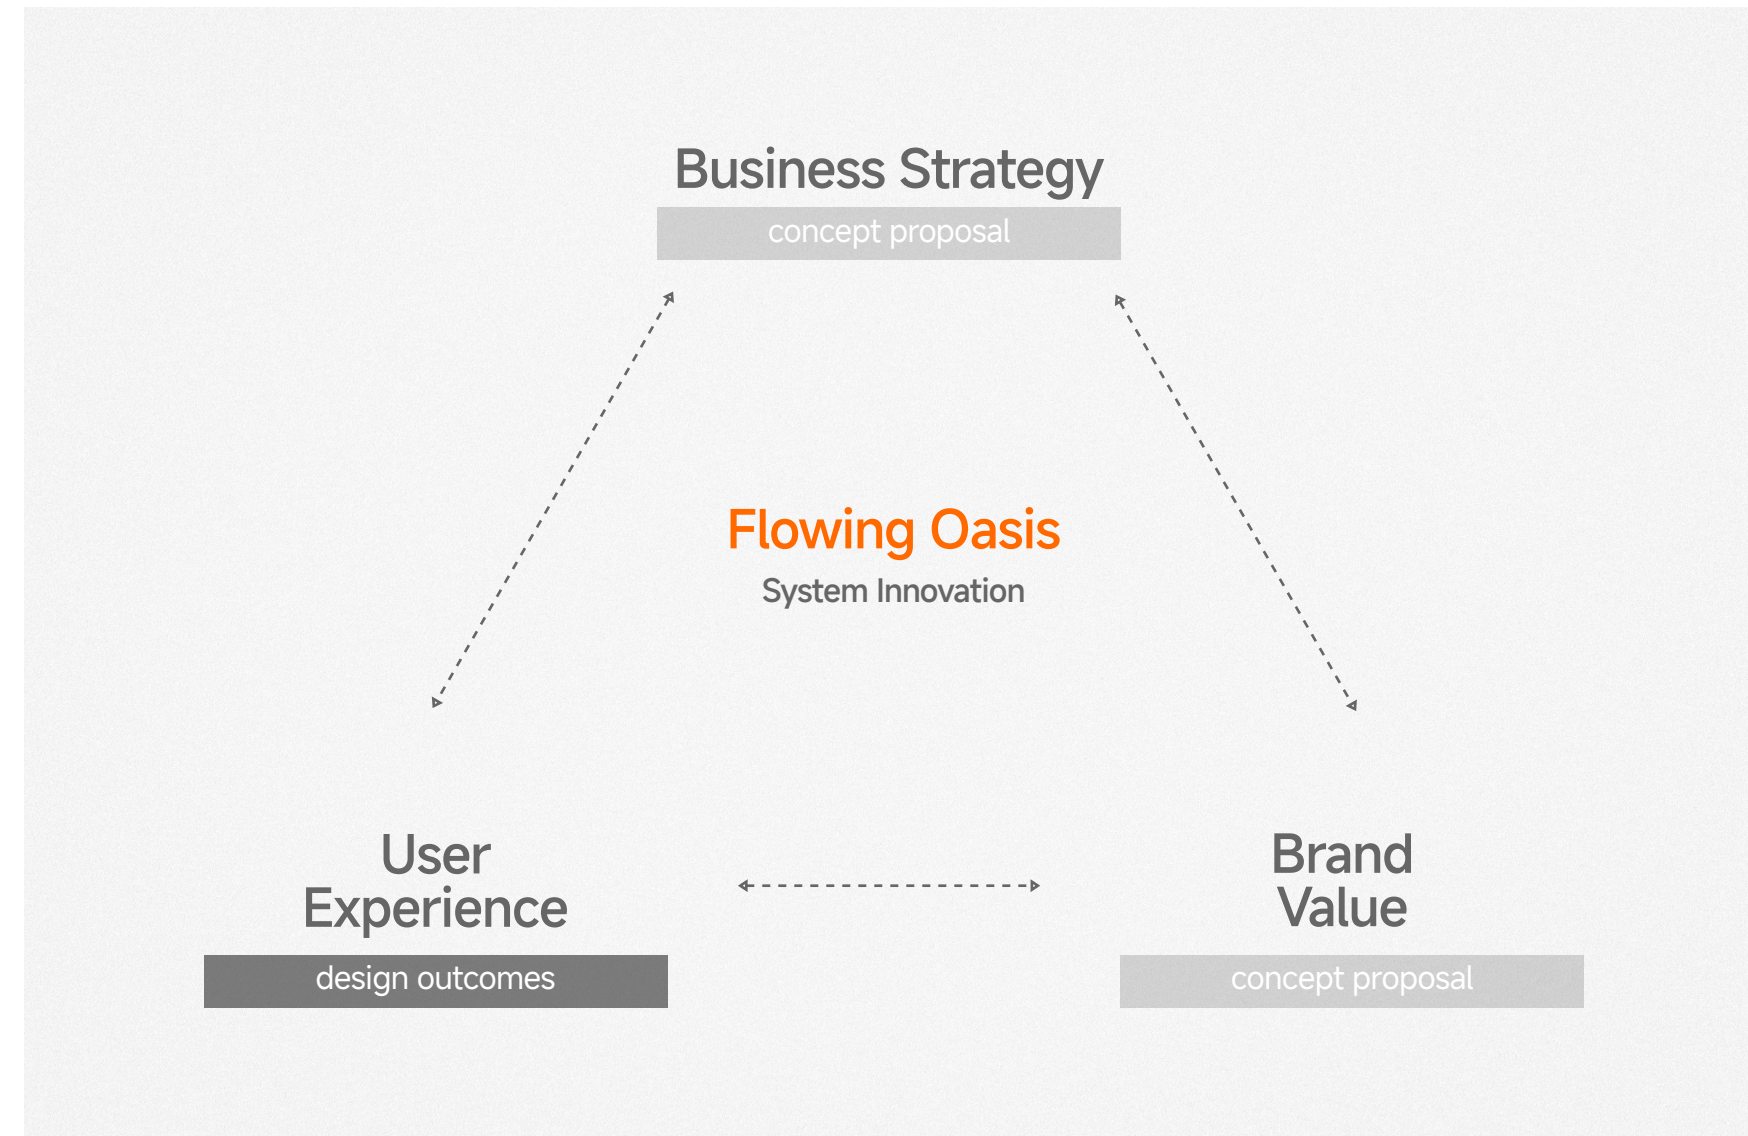 Business Strategy
concept proposal
Flowing Oasis
System Innovation
User
Experience
design outcomes
Brand
Value
concept proposal